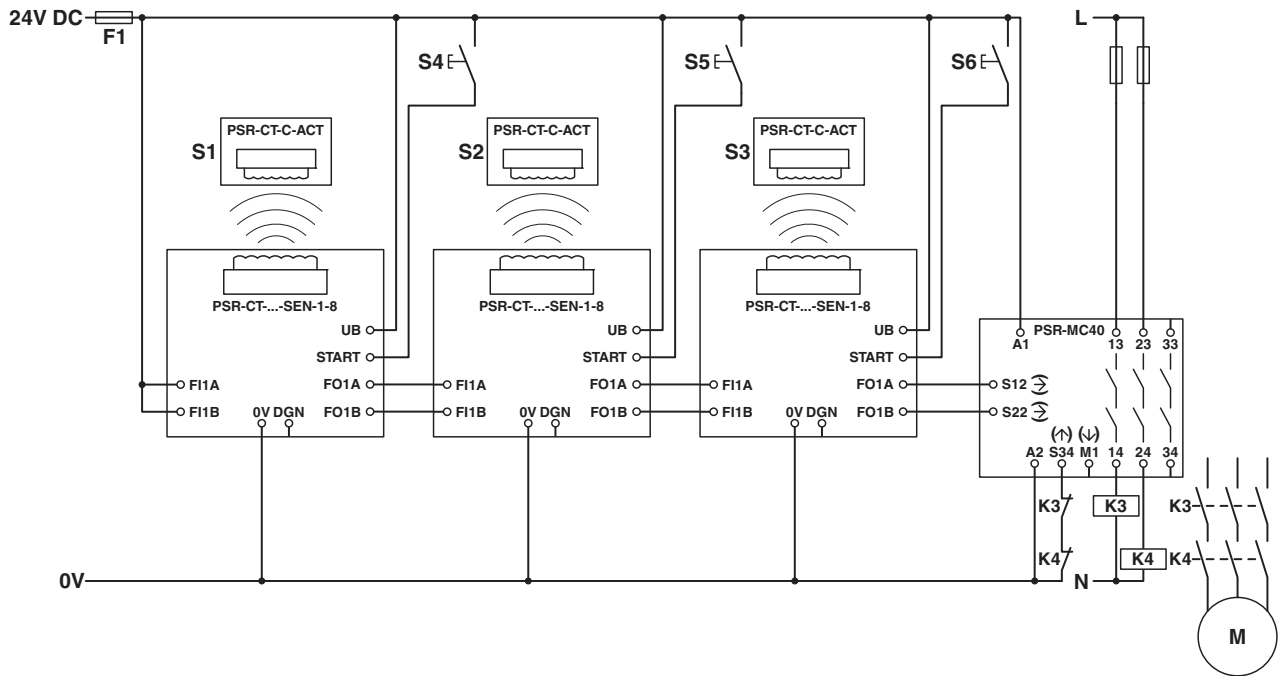 24V DC
F1
L
S4
S5
S6
PSR-CT-C-ACT
PSR-CT-C-ACT
PSR-CT-C-ACT
S1
S2
S3
PSR-CT-...-SEN-1-8
PSR-CT-...-SEN-1-8
PSR-CT-...-SEN-1-8
UB
UB
UB
PSR-MC40
A1
13
23
33
START
START
START
FI1A
FO1A
FI1A
FO1A
FI1A
FO1A
S12
FI1B
0V DGN
FO1B
FI1B
0V DGN
FO1B
FI1B
0V DGN
FO1B
S22
A2
S34
M1
14
24
34
K3
K3
K3
K4
K4
K4
0V
N
M